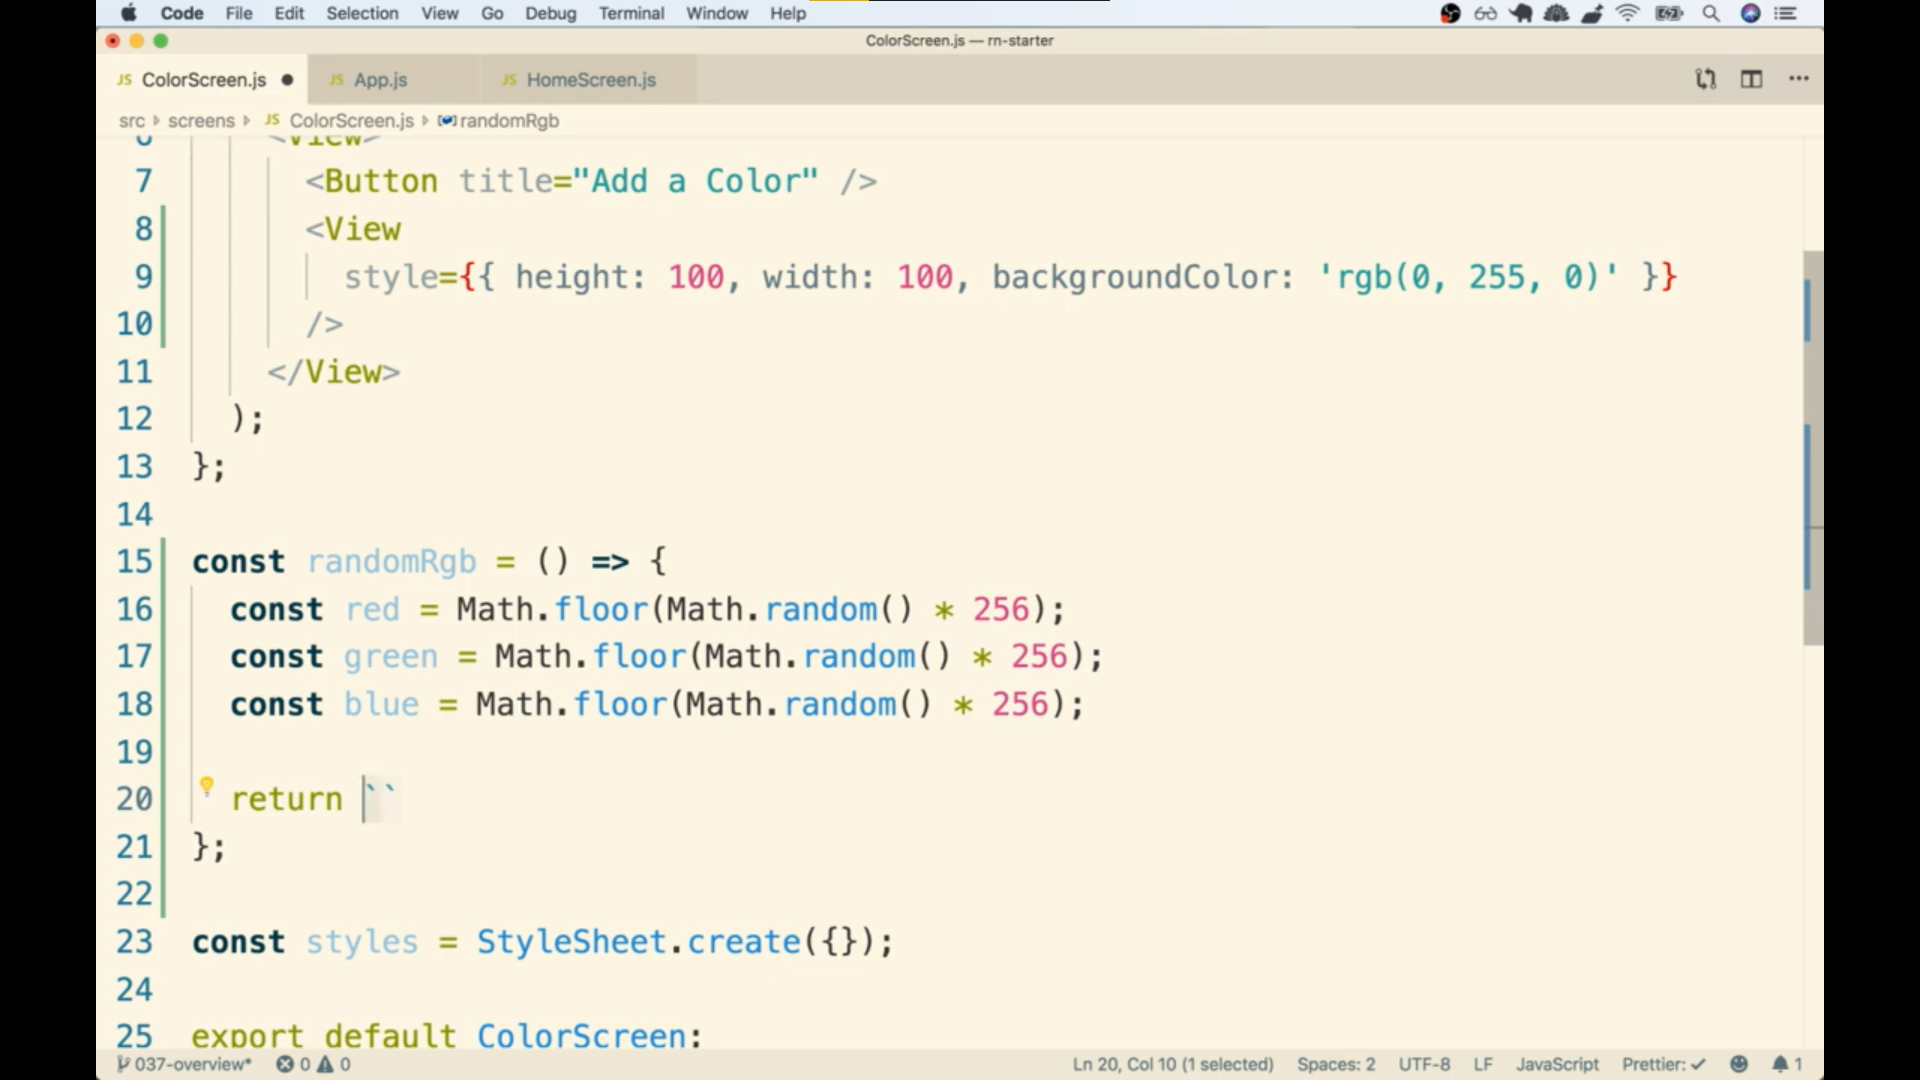 Code File Edit Selection View Go Debug Terminal Window Help
ColorScreen.js — rn-starter
JS ColorScreen.js ● JS App.js JS HomeScreen.js
src › screens › JS ColorScreen.js › randomRgb
6 <View>
7 <Button title="Add a Color" />
8 <View
9 style={{ height: 100, width: 100, backgroundColor: 'rgb(0, 255, 0)' }}
10 />
11 </View>
12 );
13 };
14
15 const randomRgb = () => {
16 const red = Math.floor(Math.random() * 256);
17 const green = Math.floor(Math.random() * 256);
18 const blue = Math.floor(Math.random() * 256);
19
20 return ``
21 };
22
23 const styles = StyleSheet.create({});
24
25 export default ColorScreen;
037-overview* 0 0 Ln 20, Col 10 (1 selected) Spaces: 2 UTF-8 LF JavaScript Prettier: ✓ 1